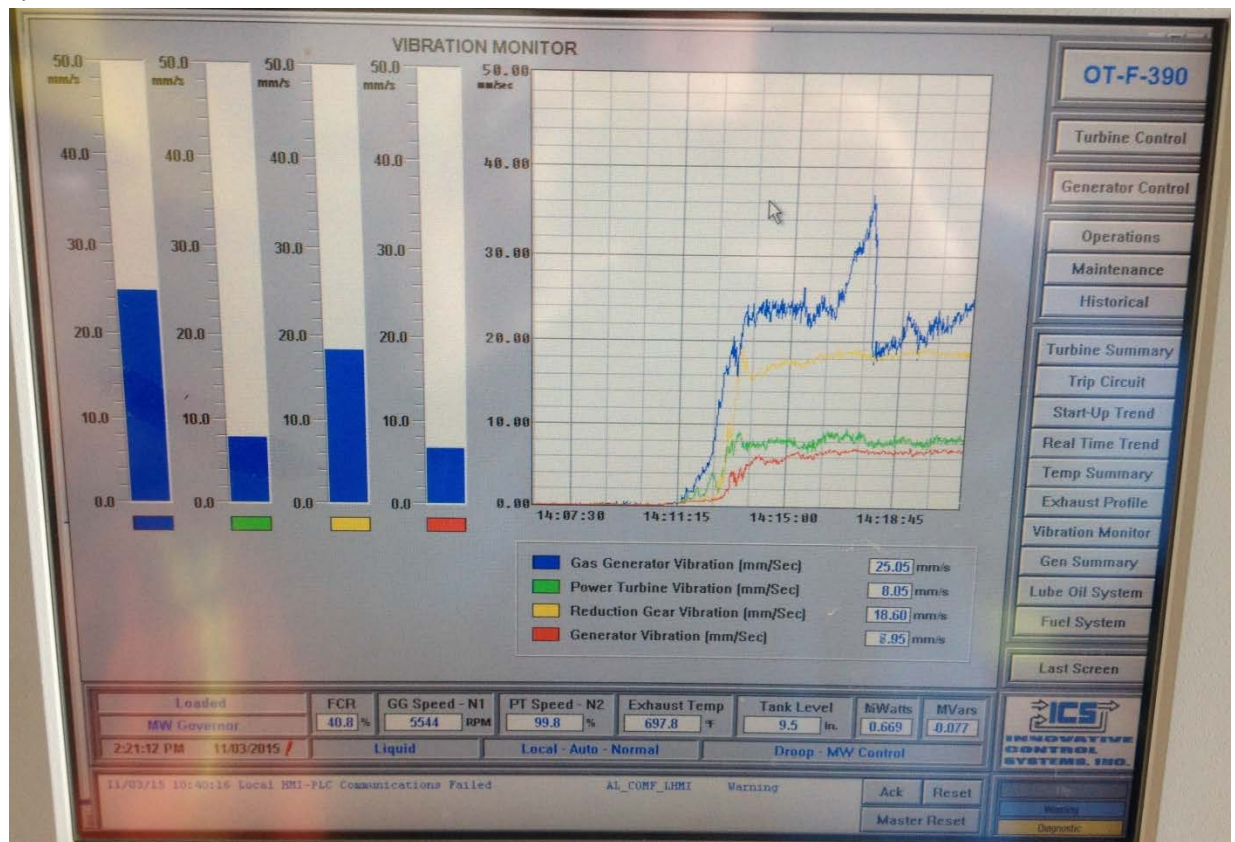 VIBRATION MONITOR
50.0 50.0 50.0 50.0 50.00
mm/s mm/s mm/s mm/s mm/sec
40.0 40.0 40.0 40.0 40.00
30.0 30.0 30.0 30.0 30.00
20.0 20.0 20.0 20.0 20.00
10.0 10.0 10.0 10.0 10.00
0.0 0.0 0.0 0.0 0.00
14:07:30 14:11:15 14:15:00 14:18:45
Gas Generator Vibration (mm/Sec) 25.05 mm/s
Power Turbine Vibration (mm/Sec) 8.05 mm/s
Reduction Gear Vibration (mm/Sec) 18.60 mm/s
Generator Vibration (mm/Sec) .95 mm/s
OT-F-390
Turbine Control
Generator Control
Operations
Maintenance
Historical
Turbine Summary
Trip Circuit
Start-Up Trend
Real Time Trend
Temp Summary
Exhaust Profile
Vibration Monitor
Gen Summary
Lube Oil System
Fuel System
Last Screen
Loaded FCR GG Speed - N1 PT Speed - N2 Exhaust Temp Tank Level MWatts MVars
MW Governor 40.8 % 5544 RPM 99.8 % 697.8 °F 9.5 in. 0.669 -0.077
2:21:12 PM 11/03/2015 / Liquid Local - Auto - Normal Droop - MW Control
ICS
INNOVATIVE
CONTROL
SYSTEMS, INC.
11/03/15 10:40:16 Local HMI-PLC Communications Failed AL_COMF_LHMI Warning
Ack Reset
Master Reset
Warning
Diagnostic